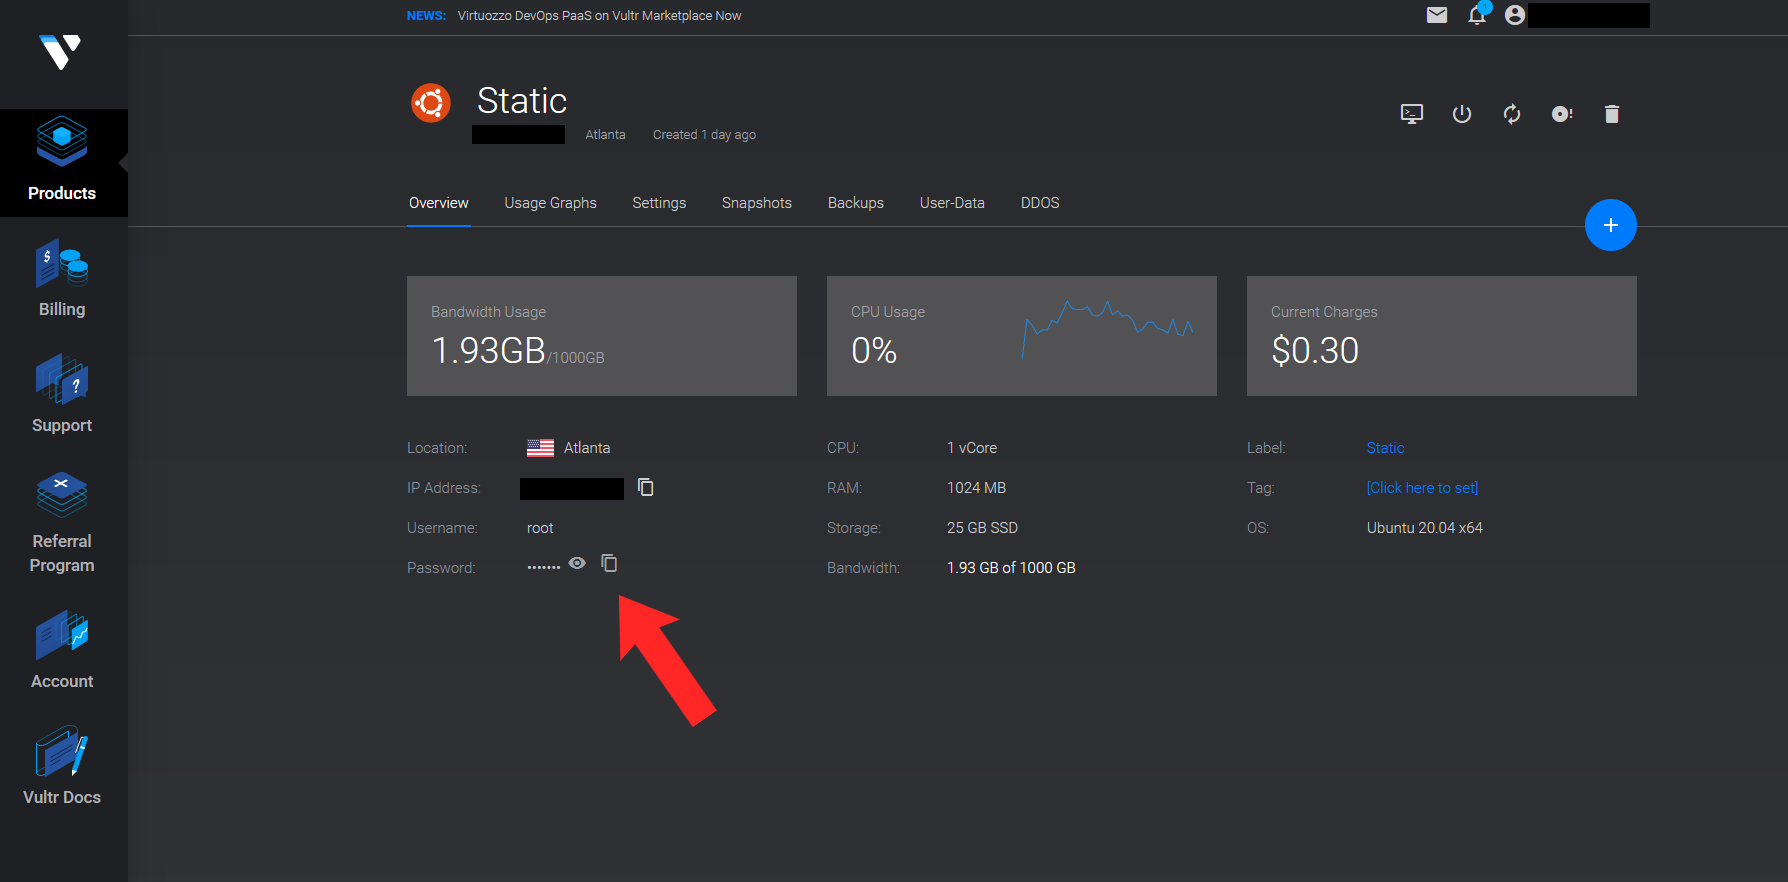 NEWS: Virtuozzo DevOps PaaS on Vultr Marketplace Now
Static
Atlanta Created 1 day ago
Products
Billing
Support
Referral
Program
Account
Vultr Docs
Overview Usage Graphs Settings Snapshots Backups User-Data DDOS
Bandwidth Usage
1.93GB/1000GB
CPU Usage
0%
Current Charges
$0.30
Location: Atlanta
IP Address:
Username: root
Password: •••••••
CPU: 1 vCore
RAM: 1024 MB
Storage: 25 GB SSD
Bandwidth: 1.93 GB of 1000 GB
Label: Static
Tag: [Click here to set]
OS: Ubuntu 20.04 x64